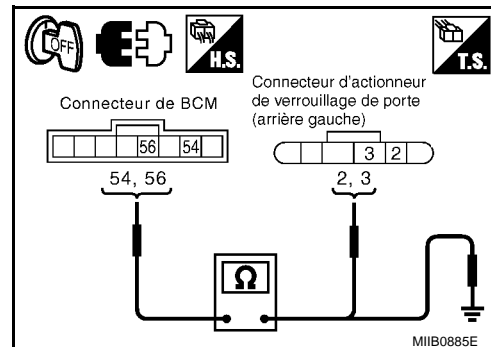 OFF
H.S.
T.S.
Connecteur de BCM
Connecteur d'actionneur
de verrouillage de porte
(arrière gauche)
56 54
3 2
54, 56
2, 3
Ω
MIIB0885E